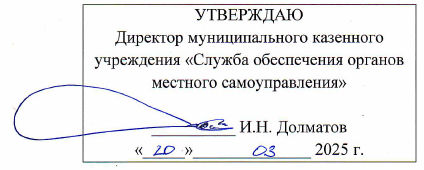 УТВЕРЖДАЮ
Директор муниципального казенного
учреждения «Служба обеспечения органов
местного самоуправления»
И.Н. Долматов
«20» 03 2025 г.